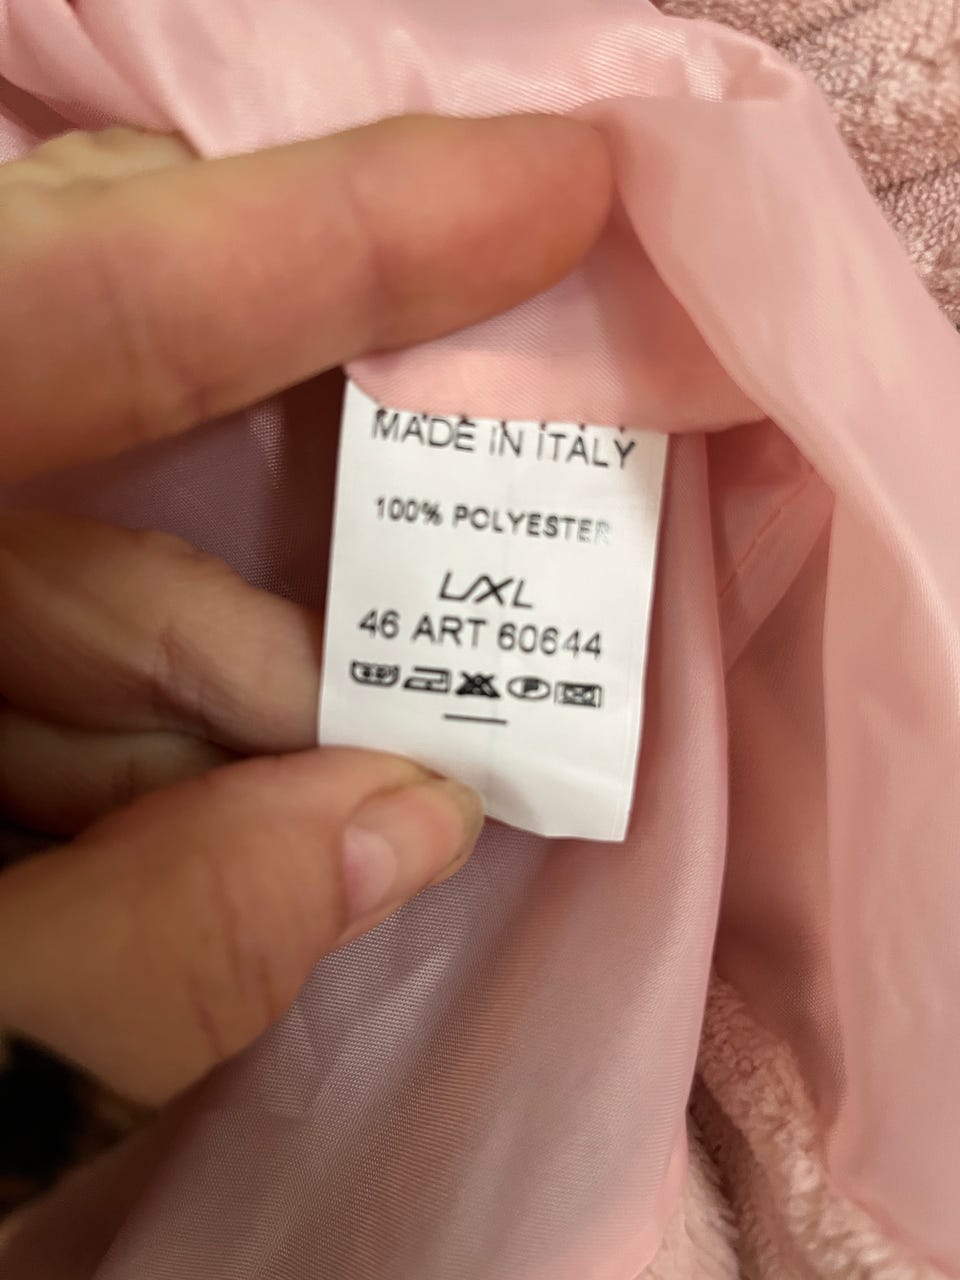 MADE IN ITALY
100% POLYESTER
L/XL
46 ART 60644